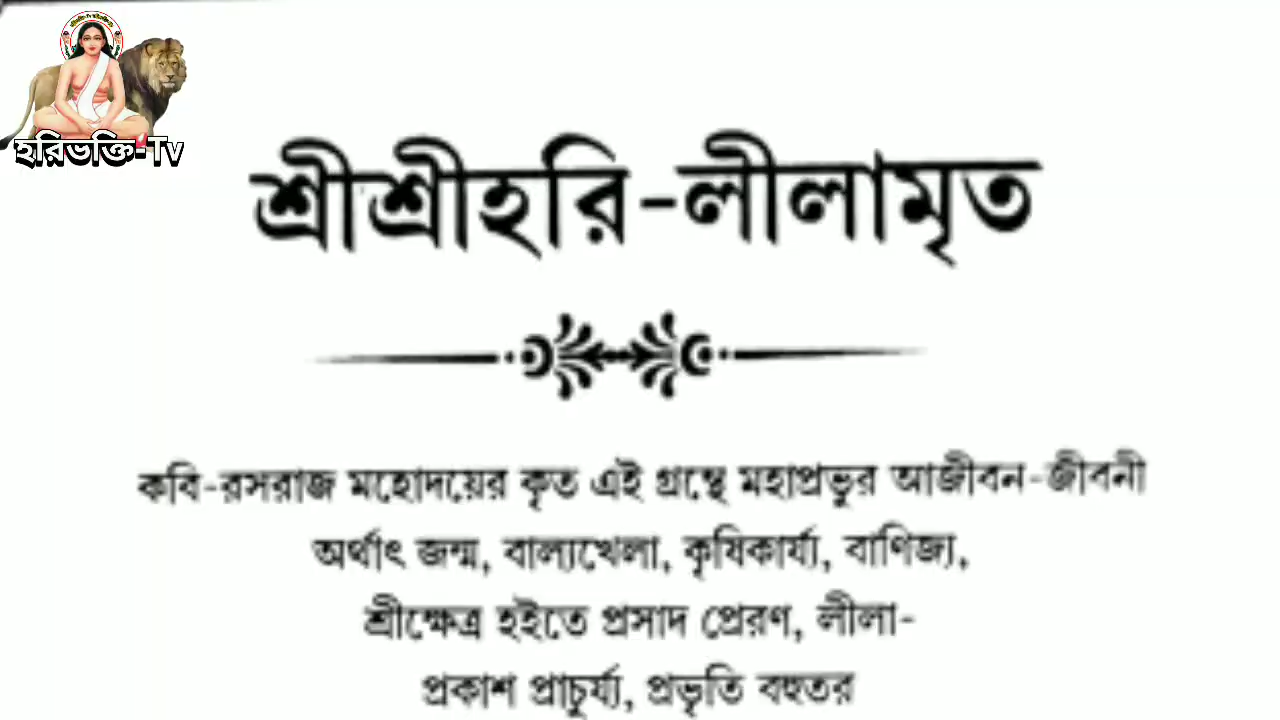 হরিভক্তি-Tv
শ্রীশ্রীহরি-লীলামৃত
কবি-রসরাজ মহোদয়ের কৃত এই গ্রন্থে মহাপ্রভুর আজীবন-জীবনী
অর্থাৎ জন্ম, বাল্যখেলা, কৃষিকার্য্য, বাণিজ্য,
শ্রীক্ষেত্র হইতে প্রসাদ প্রেরণ, লীলা-
প্রকাশ প্রাচুর্য্য, প্রভৃতি বহুতর